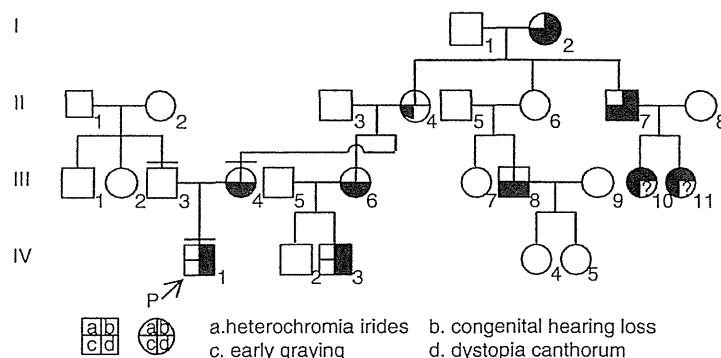 I
1 2
II
1 2 3 4 5 6 7 8
III
1 2 3 4 5 6 7 8 9 ? 10 ? 11
IV
1 2 3 4 5
P
a b a b a.heterochromia irides b. congenital hearing loss
c d c d c. early graying d. dystopia canthorum